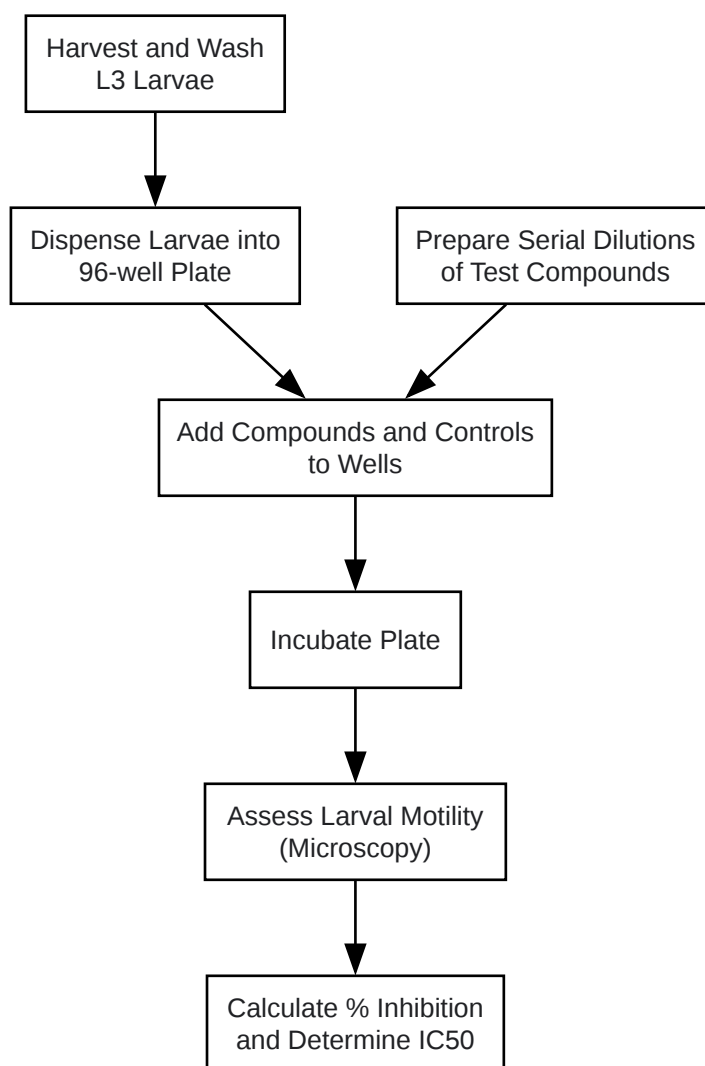 Harvest and Wash
L3 Larvae
Dispense Larvae into
96-well Plate
Prepare Serial Dilutions
of Test Compounds
Add Compounds and Controls
to Wells
Incubate Plate
Assess Larval Motility
(Microscopy)
Calculate % Inhibition
and Determine IC50